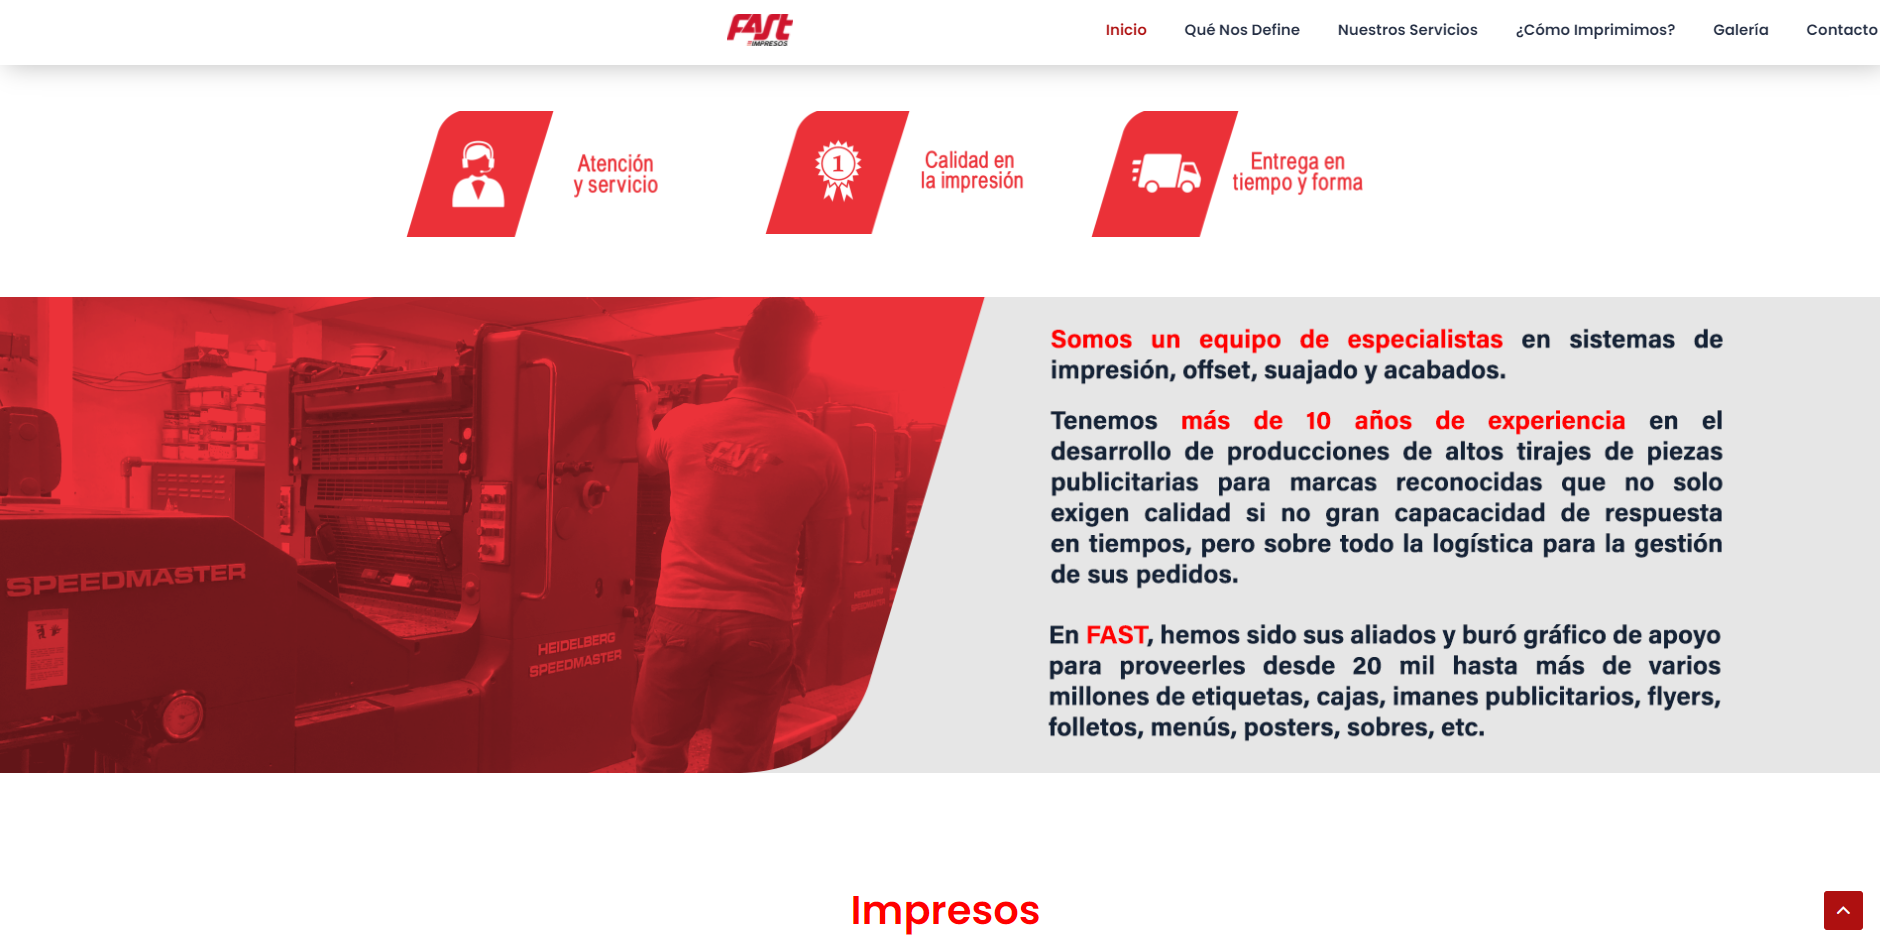 FASt
IMPRESOS
Inicio Qué Nos Define Nuestros Servicios ¿Cómo Imprimimos? Galería Contacto
Atención
y servicio
1
Calidad en
la impresión
Entrega en
tiempo y forma
SPEEDMASTER
HEIDELBERG
SPEEDMASTER
FASt
Somos un equipo de especialistas en sistemas de
impresión, offset, suajado y acabados.
Tenemos más de 10 años de experiencia en el
desarrollo de producciones de altos tirajes de piezas
publicitarias para marcas reconocidas que no solo
exigen calidad si no gran capacacidad de respuesta
en tiempos, pero sobre todo la logística para la gestión
de sus pedidos.
En FAST, hemos sido sus aliados y buró gráfico de apoyo
para proveerles desde 20 mil hasta más de varios
millones de etiquetas, cajas, imanes publicitarios, flyers,
folletos, menús, posters, sobres, etc.
Impresos